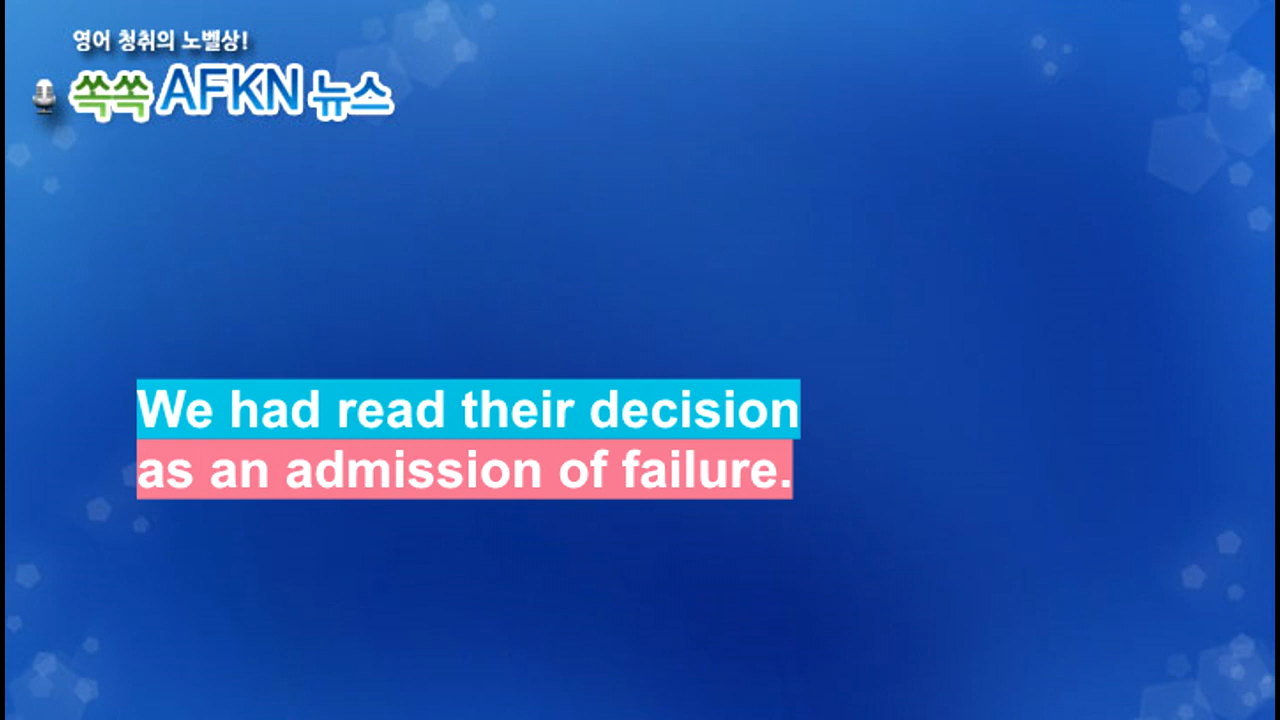 영어 청취의 노벨상!
쏙쏙 AFKN 뉴스
We had read their decision
as an admission of failure.